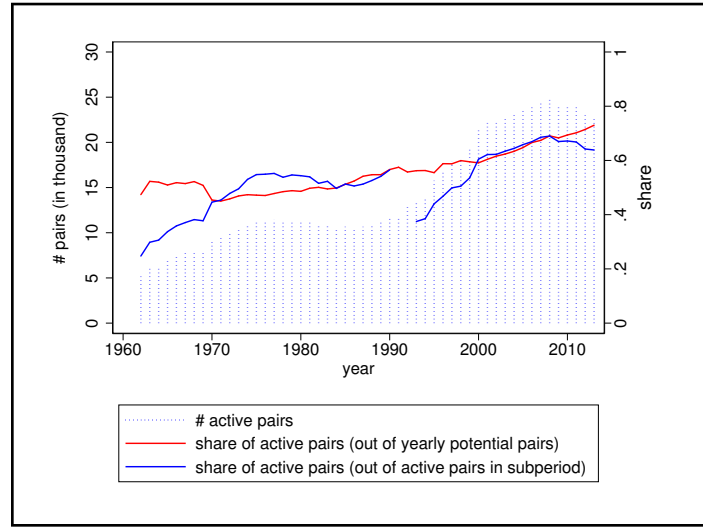 30
25
20
15
10
5
0
# pairs (in thousand)
1
.8
.6
.4
.2
0
share
1960 1970 1980 1990 2000 2010
year
# active pairs
share of active pairs (out of yearly potential pairs)
share of active pairs (out of active pairs in subperiod)